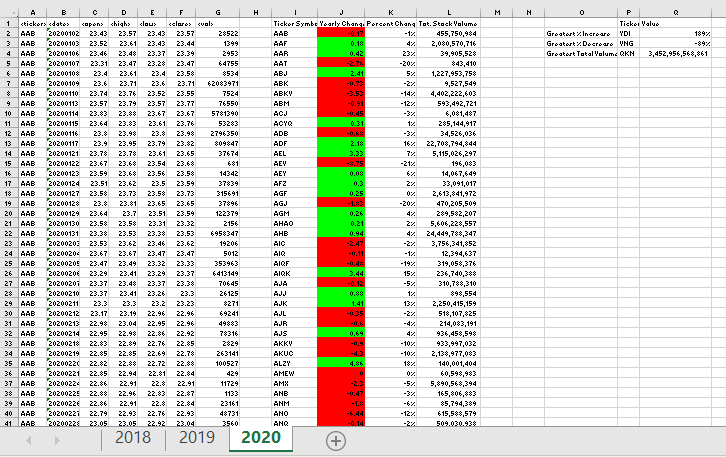 A B C D E F G H I J K L M N O P Q
1 <ticker> <date> <open> <high> <low> <close> <vol> Ticker Symbo Yearly Chang Percent Chang Tot. Stock Volume Ticker Value
2 AAB 20200102 23.43 23.57 23.43 23.57 28522 AAB -0.17 -1% 455,750,984 Greatest % Increase YDI 189%
3 AAB 20200103 23.52 23.61 23.43 23.44 1399 AAF 0.18 4% 2,080,570,716 Greatest % Decrease VNG -89%
4 AAB 20200106 23.46 23.48 23.37 23.39 2953 AAR 0.42 23% 39,905,528 Greatest Total Volume QKN 3,452,956,568,861
5 AAB 20200107 23.31 23.47 23.28 23.47 64755 AAT -2.76 -20% 843,410
6 AAB 20200108 23.4 23.61 23.4 23.58 8534 ABJ 2.41 5% 1,227,953,758
7 AAB 20200109 23.6 23.71 23.6 23.71 62083971 ABK -0.73 -2% 9,527,549
8 AAB 20200110 23.74 23.76 23.52 23.55 7524 ABKV -3.53 -14% 4,402,222,603
9 AAB 20200113 23.57 23.79 23.57 23.77 76550 ABM -0.91 -12% 593,492,721
10 AAB 20200114 23.83 23.88 23.67 23.67 5781390 ACJ -0.45 -3% 6,081,487
11 AAB 20200115 23.64 23.83 23.61 23.76 53283 ACYQ 0.31 1% 285,144,917
12 AAB 20200116 23.8 23.98 23.8 23.98 2796350 ADB -0.68 -3% 34,526,036
13 AAB 20200117 23.9 23.95 23.79 23.82 809847 ADF 2.18 16% 22,708,794,844
14 AAB 20200121 23.78 23.78 23.61 23.65 37674 AEL 3.33 7% 5,115,026,297
15 AAB 20200122 23.67 23.68 23.54 23.68 681 AEV -8.75 -21% 196,083
16 AAB 20200123 23.59 23.68 23.56 23.58 14342 AEY 0.08 6% 14,067,649
17 AAB 20200124 23.51 23.62 23.5 23.59 37839 AFZ 0.3 2% 33,091,017
18 AAB 20200127 23.58 23.73 23.58 23.73 315691 AGF 0.25 0% 2,613,841,972
19 AAB 20200128 23.8 23.81 23.65 23.65 37896 AGJ -1.83 -20% 470,205,509
20 AAB 20200129 23.64 23.7 23.51 23.59 122379 AGM 0.26 4% 289,582,207
21 AAB 20200130 23.58 23.58 23.31 23.32 2156 AHAO 0.21 2% 5,606,228,557
22 AAB 20200131 23.38 23.53 23.38 23.53 6958347 AHB 0.94 4% 24,449,788,347
23 AAB 20200203 23.53 23.62 23.46 23.62 19206 AIC -2.47 -2% 3,756,341,852
24 AAB 20200204 23.67 23.67 23.47 23.47 5012 AIQ -0.11 -1% 12,394,637
25 AAB 20200205 23.47 23.49 23.32 23.33 353963 AIQF -0.48 -19% 319,058,376
26 AAB 20200206 23.29 23.41 23.29 23.37 6413149 AIQK 3.44 15% 236,740,388
27 AAB 20200207 23.37 23.48 23.37 23.38 70645 AJA -0.12 -5% 310,788,310
28 AAB 20200210 23.37 23.41 23.26 23.3 26125 AJJ 0.88 1% 898,554
29 AAB 20200211 23.3 23.3 23.2 23.23 8271 AJK 1.41 13% 2,250,415,159
30 AAB 20200212 23.17 23.19 22.96 22.96 69241 AJL -0.35 -2% 518,107,825
31 AAB 20200213 22.98 23.04 22.95 22.96 49883 AJR -0.6 -4% 214,083,191
32 AAB 20200214 22.95 22.98 22.86 22.92 78316 AJS 0.69 4% 936,458,598
33 AAB 20200218 22.83 22.89 22.76 22.85 2829 AKKV -0.9 -10% 933,997,032
34 AAB 20200219 22.85 22.85 22.69 22.78 263141 AKUC -4.3 -10% 2,138,977,083
35 AAB 2020022 22.82 22.88 22.72 22.88 100527 ALZY 4.86 18% 140,001,404
36 AAB 2020022 22.85 22.94 22.81 22.84 429 AMEW 0 0% 60,598,983
37 AAB 2020022 22.86 22.91 22.8 22.91 11729 AMX -2.3 -5% 5,890,568,394
38 AAB 2020022 22.88 22.96 22.83 22.87 1133 ANB -0.47 -3% 165,806,883
39 AAB 2020022 22.86 22.91 22.8 22.84 23161 ANM -1.8 -6% 85,794,389
40 AAB 2020022 22.79 22.93 22.76 22.93 48731 ANO -6.44 -12% 615,588,579
41 AAB 2020022 23.05 23.05 22.92 23.04 3560 ANQ -0.14 -2% 509,030,938
2018 2019 2020